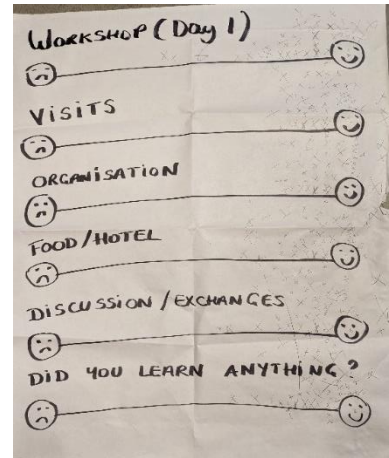 WORKSHOP (Day 1)
VISITS
ORGANISATION
FOOD/HOTEL
DISCUSSION/EXCHANGES
DID YOU LEARN ANYTHING?